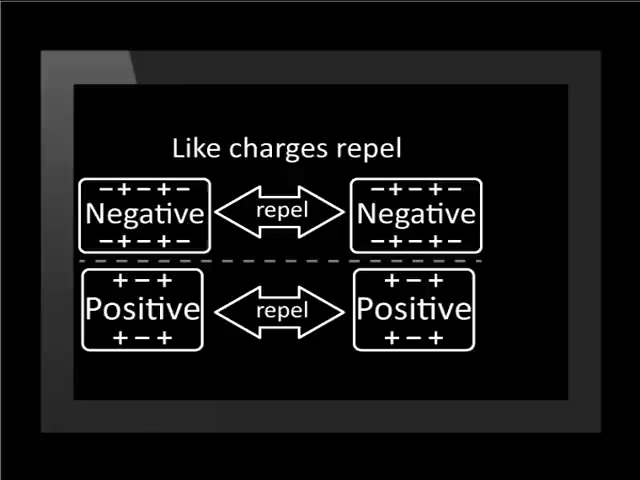 Like charges repel
−+−+− −+−+−
Negative repel Negative
−+−+− −+−+−
+−+ +−+
Positive repel Positive
+−+ +−+